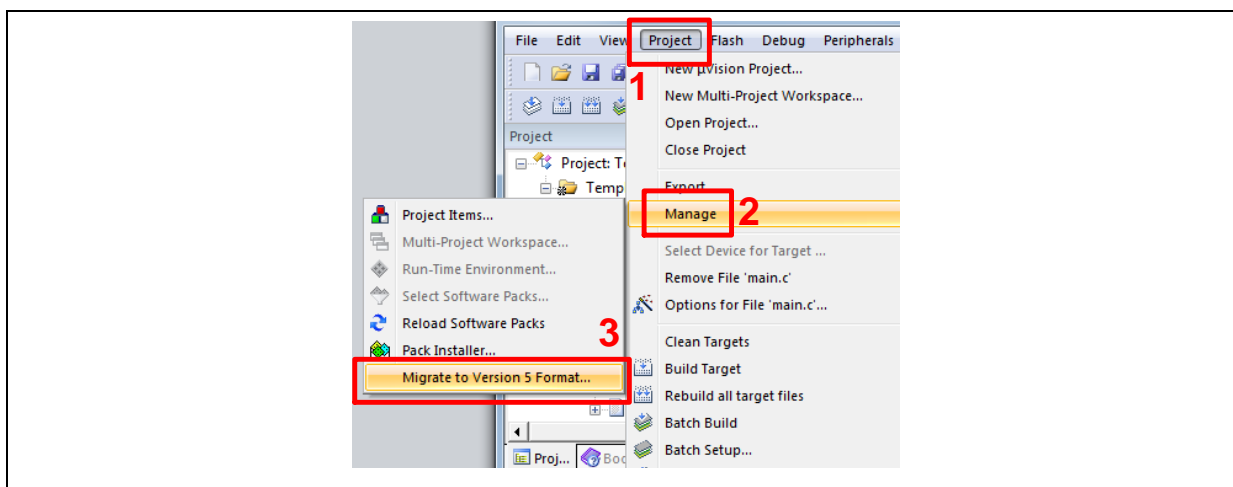 File Edit View Project Flash Debug Peripherals
1
New µVision Project...
New Multi-Project Workspace...
Open Project...
Close Project
Export
Manage 2
Select Device for Target ...
Remove File 'main.c'
Options for File 'main.c'...
Clean Targets
Build Target
Rebuild all target files
Batch Build
Batch Setup...
Project
Project: Te
Temp
Project Items...
Multi-Project Workspace...
Run-Time Environment...
Select Software Packs...
Reload Software Packs
3
Pack Installer...
Migrate to Version 5 Format...
Proj... Boo